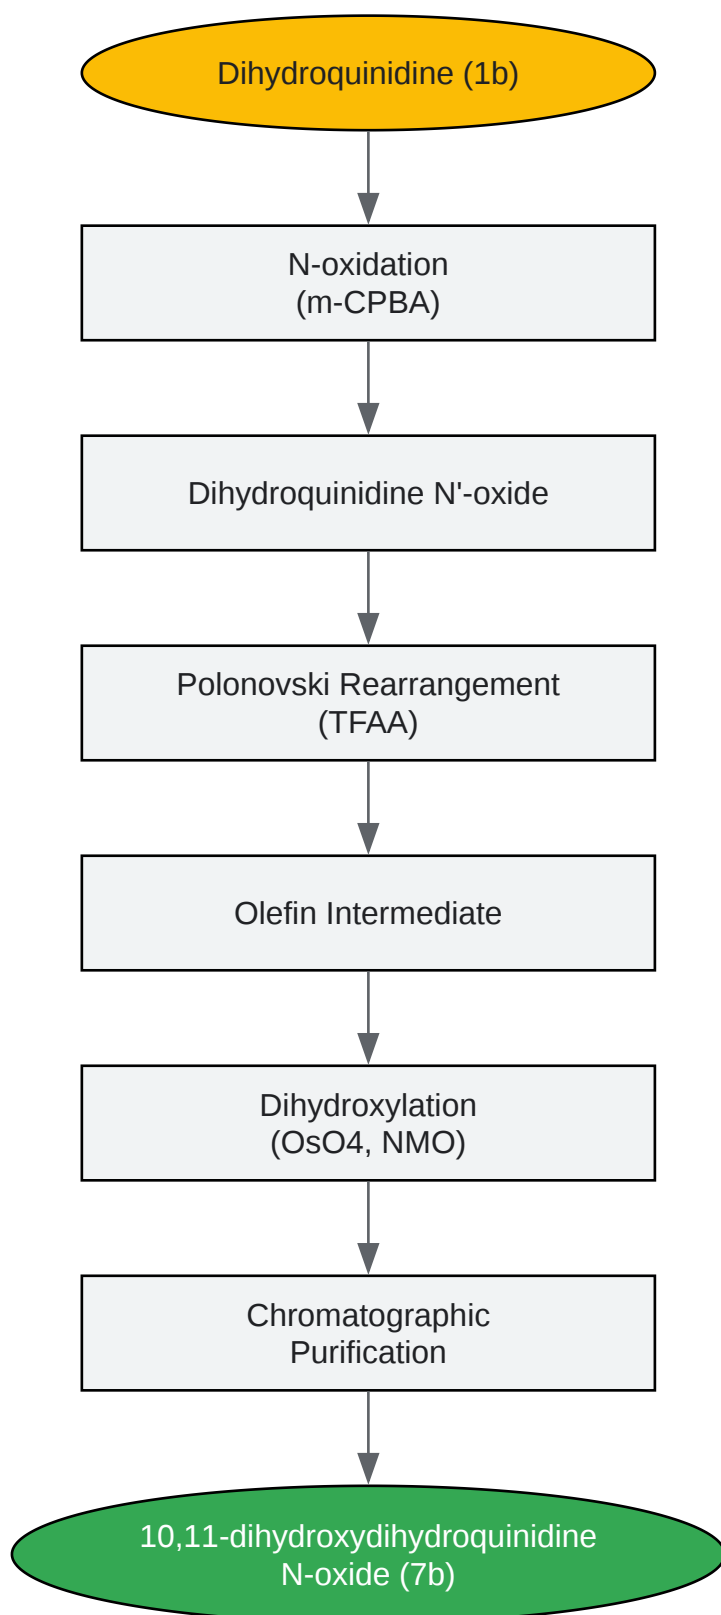 Dihydroquinidine (1b)
N-oxidation
(m-CPBA)
Dihydroquinidine N'-oxide
Polonovski Rearrangement
(TFAA)
Olefin Intermediate
Dihydroxylation
(OsO4, NMO)
Chromatographic
Purification
10,11-dihydroxydihydroquinidine
N-oxide (7b)